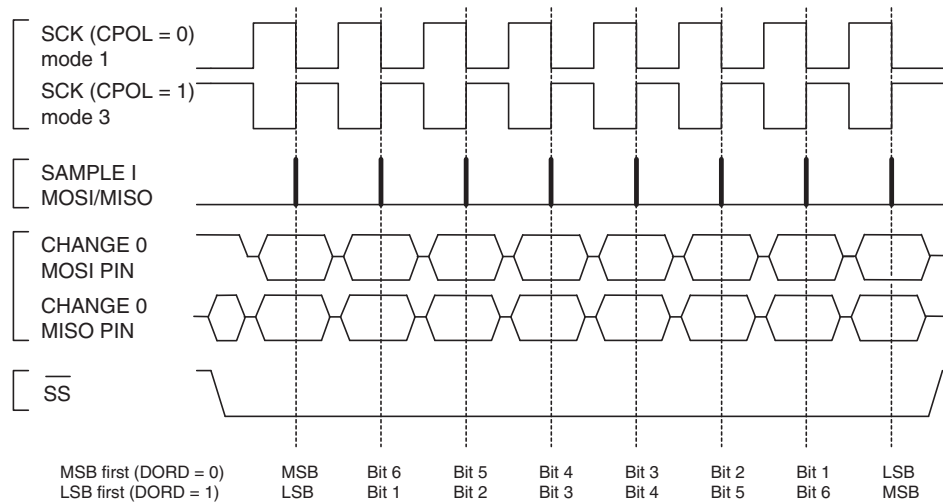 SCK (CPOL = 0)
mode 1
SCK (CPOL = 1)
mode 3
SAMPLE I
MOSI/MISO
CHANGE 0
MOSI PIN
CHANGE 0
MISO PIN
SS
MSB first (DORD = 0) MSB Bit 6 Bit 5 Bit 4 Bit 3 Bit 2 Bit 1 LSB
LSB first (DORD = 1) LSB Bit 1 Bit 2 Bit 3 Bit 4 Bit 5 Bit 6 MSB